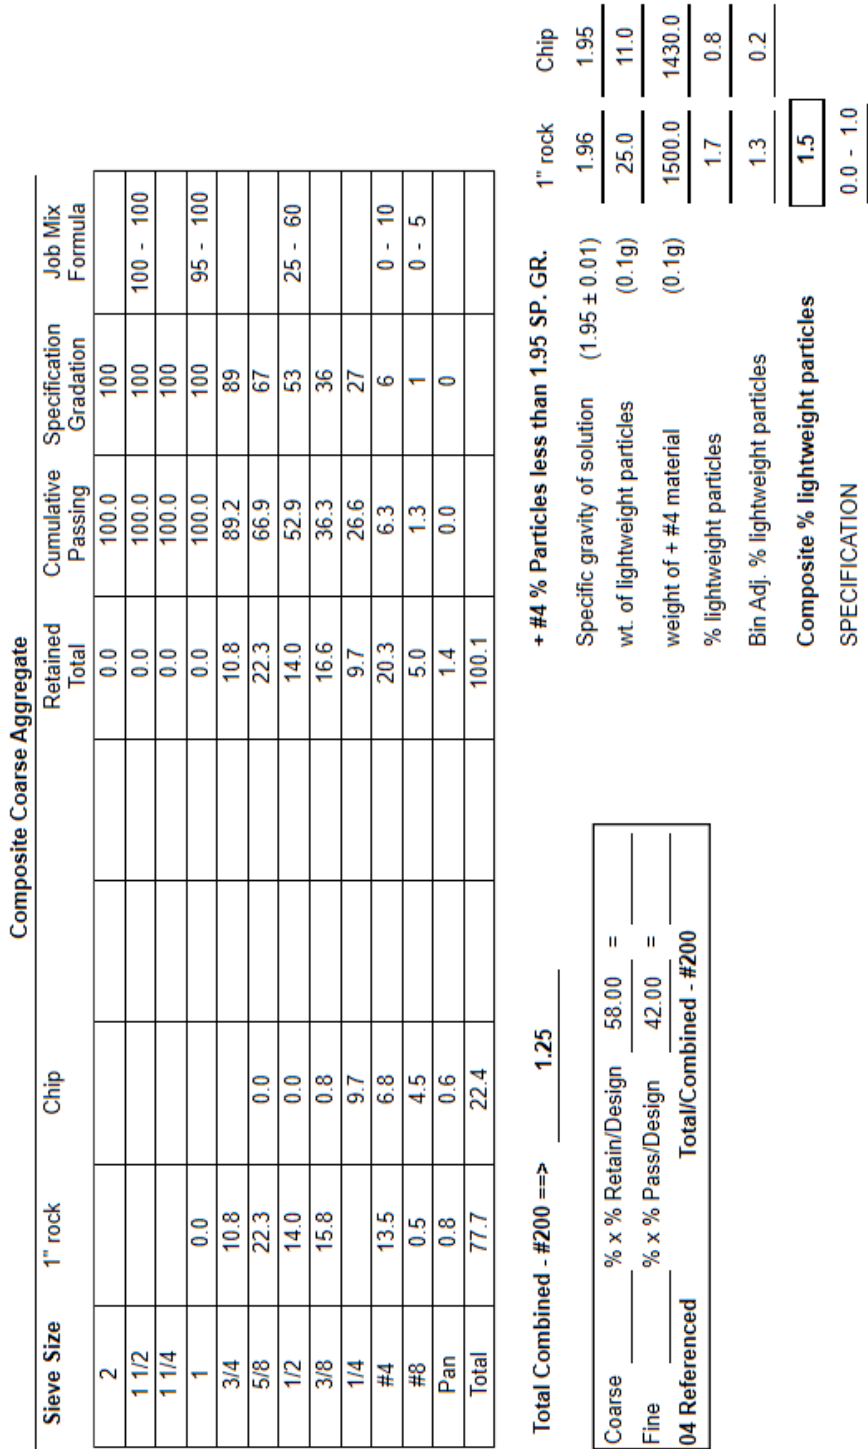 Composite Coarse Aggregate
Sieve Size 1" rock Chip Retained Total Cumulative Passing Specification Gradation Job Mix Formula
2 0.0 100.0 100
1 1/2 0.0 100.0 100 100 - 100
1 1/4 0.0 100.0 100
1 0.0 0.0 100.0 100 95 - 100
3/4 10.8 10.8 89.2 89
5/8 22.3 0.0 22.3 66.9 67
1/2 14.0 0.0 14.0 52.9 53 25 - 60
3/8 15.8 0.8 16.6 36.3 36
1/4 9.7 9.7 26.6 27
#4 13.5 6.8 20.3 6.3 6 0 - 10
#8 0.5 4.5 5.0 1.3 1 0 - 5
Pan 0.8 0.6 1.4 0.0 0
Total 77.7 22.4 100.1
Total Combined - #200 ==> 1.25
Coarse % x % Retain/Design 58.00 =
Fine % x % Pass/Design 42.00 =
04 Referenced Total/Combined - #200
+ #4 % Particles less than 1.95 SP. GR. 1" rock Chip
Specific gravity of solution (1.95 ± 0.01) 1.96 1.95
wt. of lightweight particles (0.1g) 25.0 11.0
weight of + #4 material (0.1g) 1500.0 1430.0
% lightweight particles 1.7 0.8
Bin Adj. % lightweight particles 1.3 0.2
Composite % lightweight particles 1.5
SPECIFICATION 0.0 - 1.0